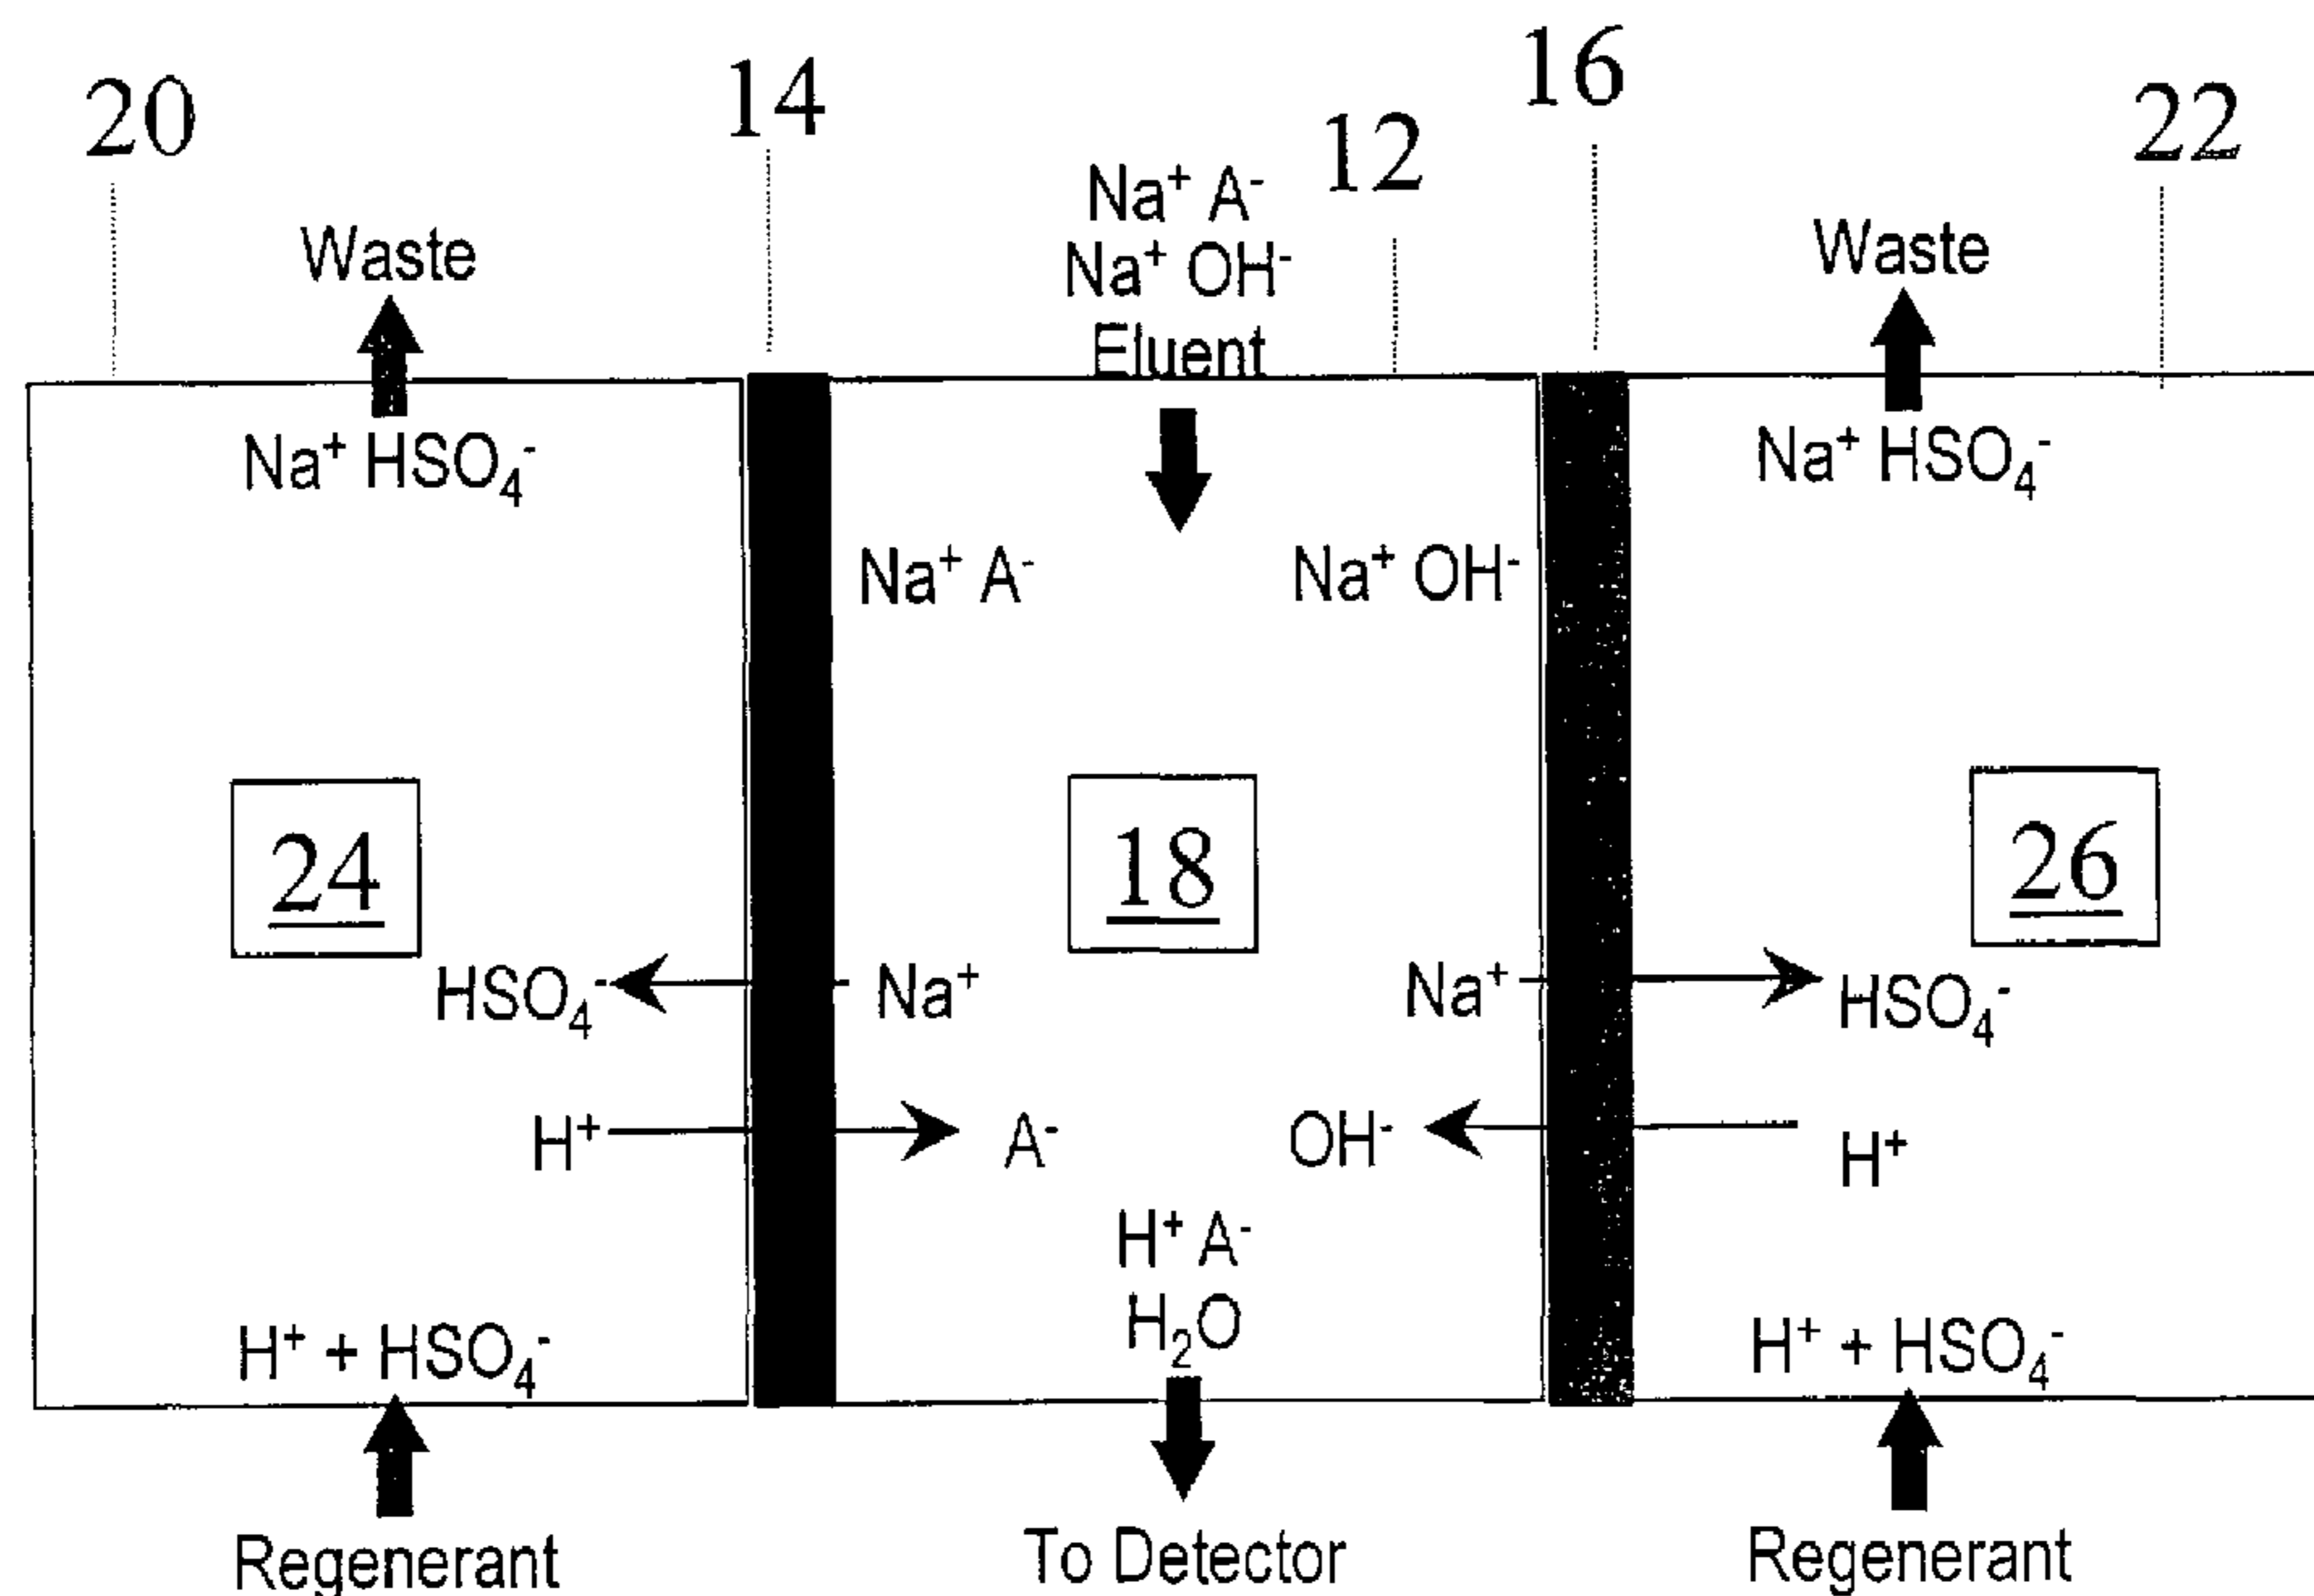 20 14 12 16 22
Na⁺ A⁻
Na⁺ OH⁻
Eluent
Waste Waste
Na⁺ HSO₄⁻ Na⁺ HSO₄⁻
Na⁺ A⁻ Na⁺ OH⁻
24 18 26
HSO₄⁻ Na⁺ Na⁺ HSO₄⁻
H⁺ A⁻ OH⁻ H⁺
H⁺ A⁻
H₂O
H⁺ + HSO₄⁻ H⁺ + HSO₄⁻
Regenerant To Detector Regenerant